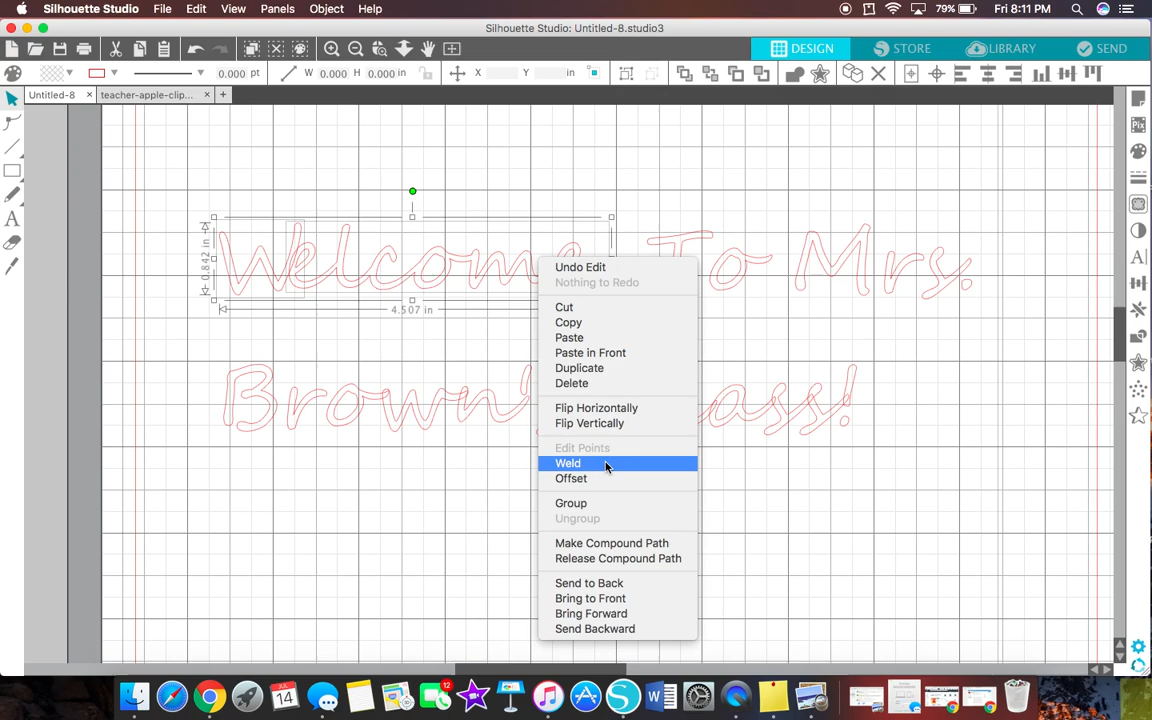 Silhouette Studio File Edit View Panels Object Help 79% Fri 8:11 PM
Silhouette Studio: Untitled-8.studio3
DESIGN STORE LIBRARY SEND
0.000 pt W 0.000 H 0.000 in X Y in
Untitled-8 × teacher-apple-clip... × +
Welcome To Mrs.
0.842 in
4.507 in
Brown's Class!
Undo Edit
Nothing to Redo
Cut
Copy
Paste
Paste in Front
Duplicate
Delete
Flip Horizontally
Flip Vertically
Edit Points
Weld
Offset
Group
Ungroup
Make Compound Path
Release Compound Path
Send to Back
Bring to Front
Bring Forward
Send Backward
Pix
JUL
14
12